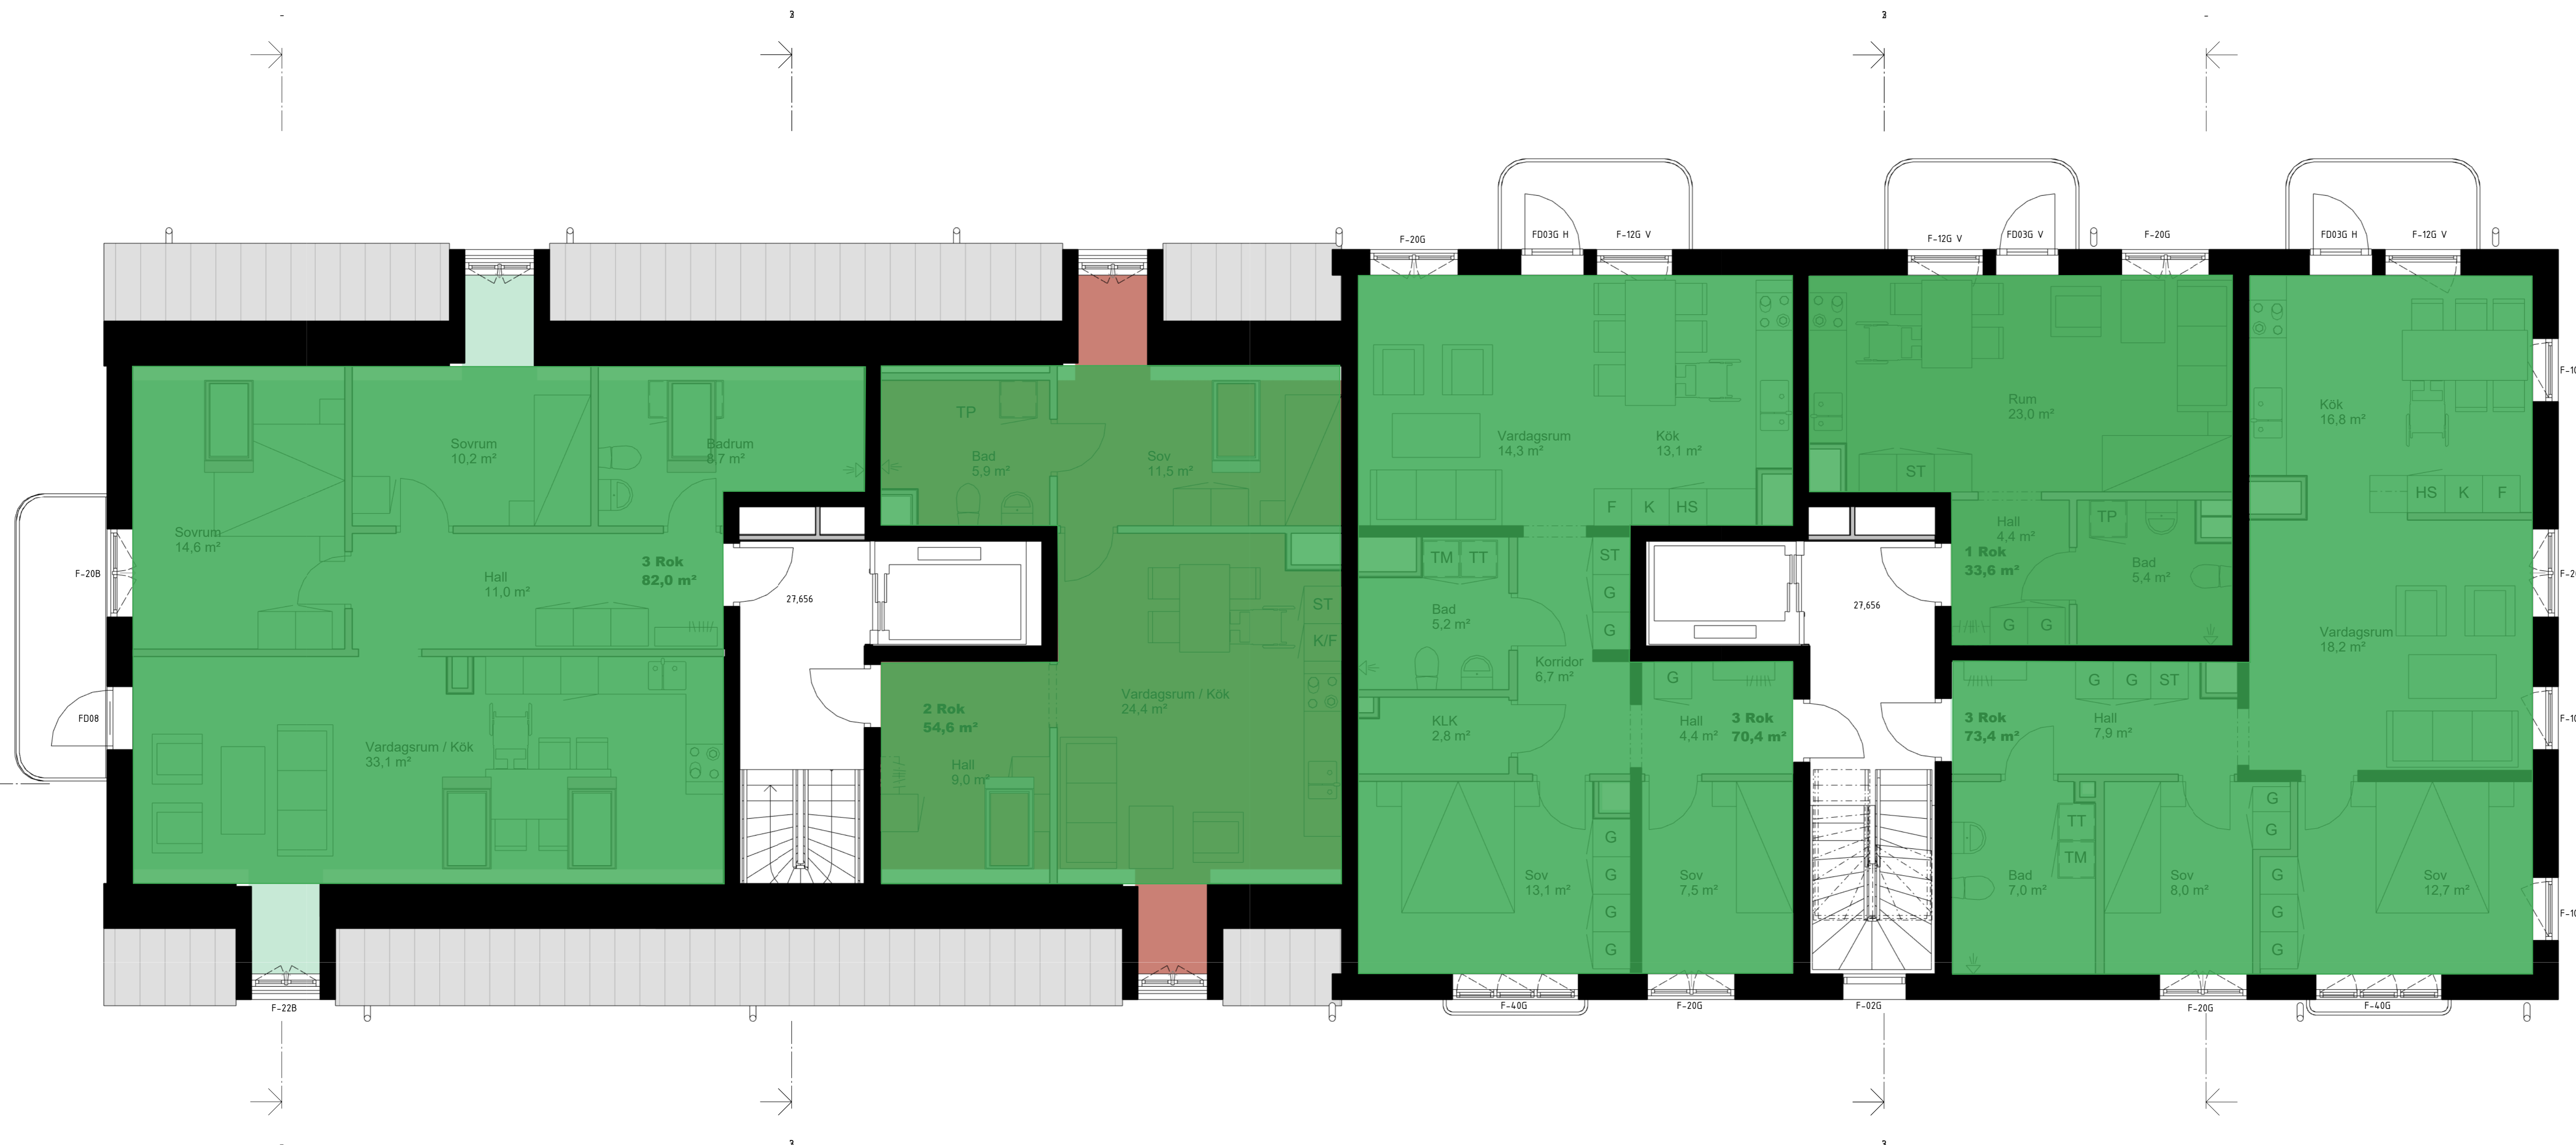 F-20G
FD03G H
F-12G V
F-12G V
FD03G V
F-20G
FD03G H
F-12G V
Sovrum
14,6 m²
Sovrum
10,2 m²
Badrum
8,7 m²
Hall
11,0 m²
3 Rok
82,0 m²
Vardagsrum / Kök
33,1 m²
F-20B
FD08
F-22B
27,656
TP
Bad
5,9 m²
Sov
11,5 m²
ST
K/F
Vardagsrum / Kök
24,4 m²
2 Rok
54,6 m²
Hall
9,0 m²
Vardagsrum
14,3 m²
Kök
13,1 m²
F
K
HS
TM
TT
ST
G
G
Bad
5,2 m²
Korridor
6,7 m²
KLK
2,8 m²
G
Hall
4,4 m²
3 Rok
70,4 m²
Sov
13,1 m²
G
G
G
G
Sov
7,5 m²
F-40G
F-20G
F-02G
27,656
Rum
23,0 m²
ST
Hall
4,4 m²
1 Rok
33,6 m²
TP
Bad
5,4 m²
G
G
Kök
16,8 m²
HS
K
F
Vardagsrum
18,2 m²
G
G
ST
3 Rok
73,4 m²
Hall
7,9 m²
TT
TM
Bad
7,0 m²
Sov
8,0 m²
G
G
G
G
G
Sov
12,7 m²
F-20G
F-40G